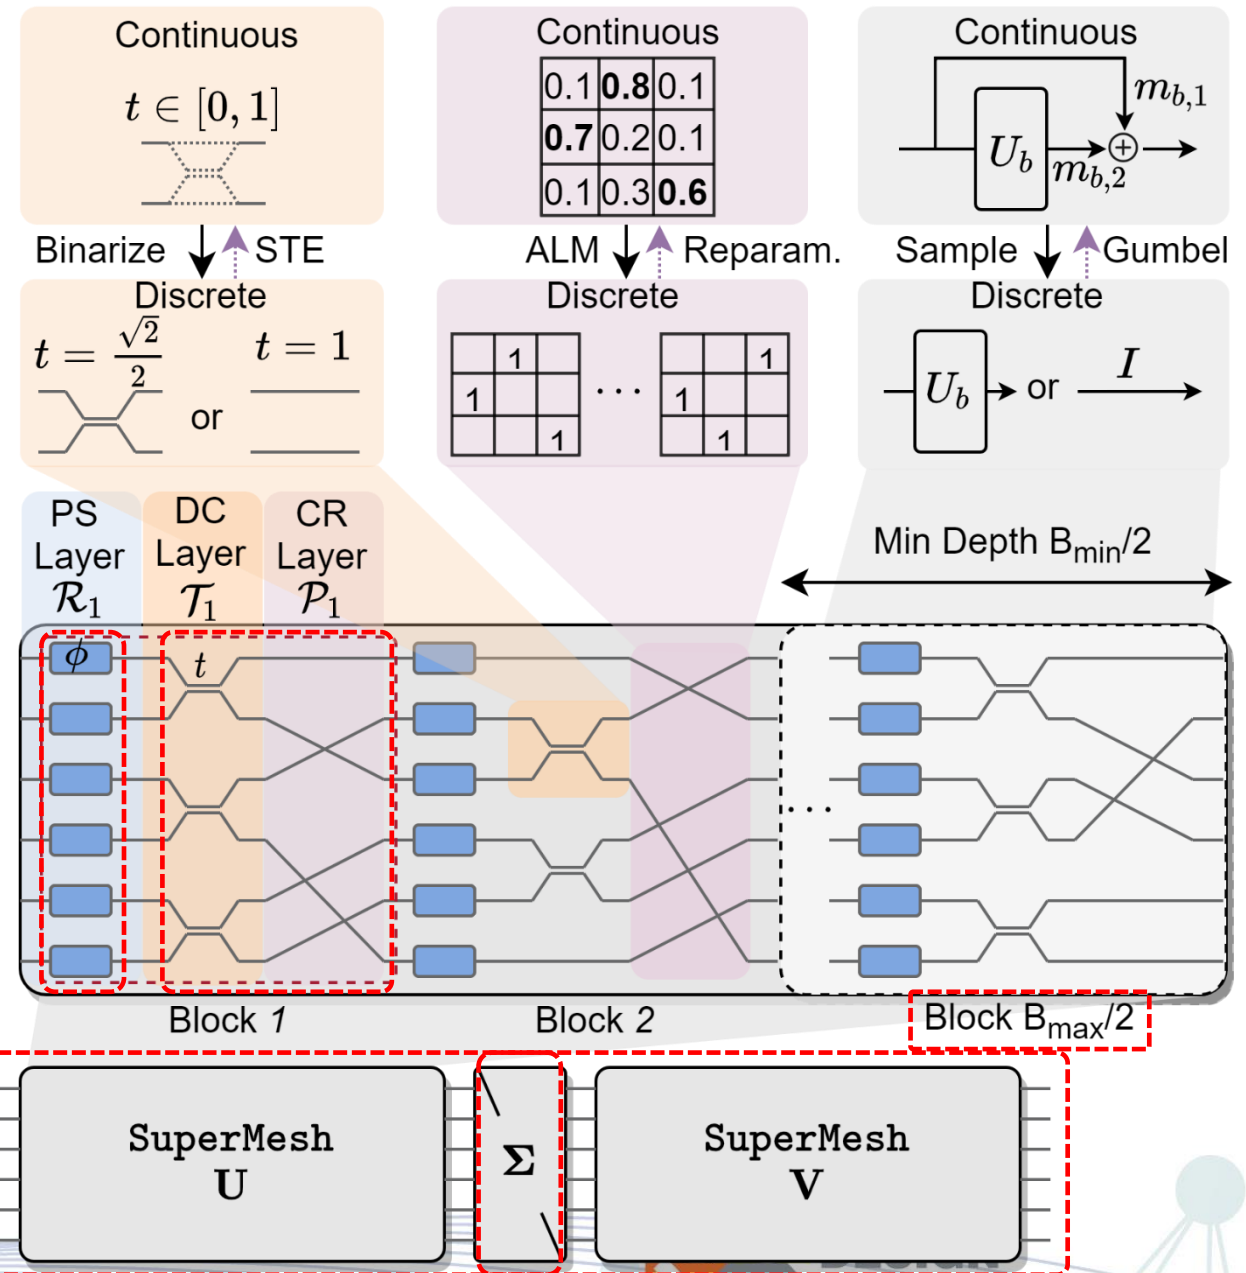 Continuous
t ∈ [0, 1]
Binarize
STE
Discrete
t = √2/2
t = 1
or
Continuous
0.1 0.8 0.1
0.7 0.2 0.1
0.1 0.3 0.6
ALM
Reparam.
Discrete
1
1
1
...
1
1
1
Continuous
m_{b,1}
U_b
+
m_{b,2}
Sample
Gumbel
Discrete
U_b
or
I
PS Layer R_1
DC Layer T_1
CR Layer P_1
Min Depth B_min/2
ϕ
t
...
Block 1
Block 2
Block B_max/2
SuperMesh
U
Σ
SuperMesh
V